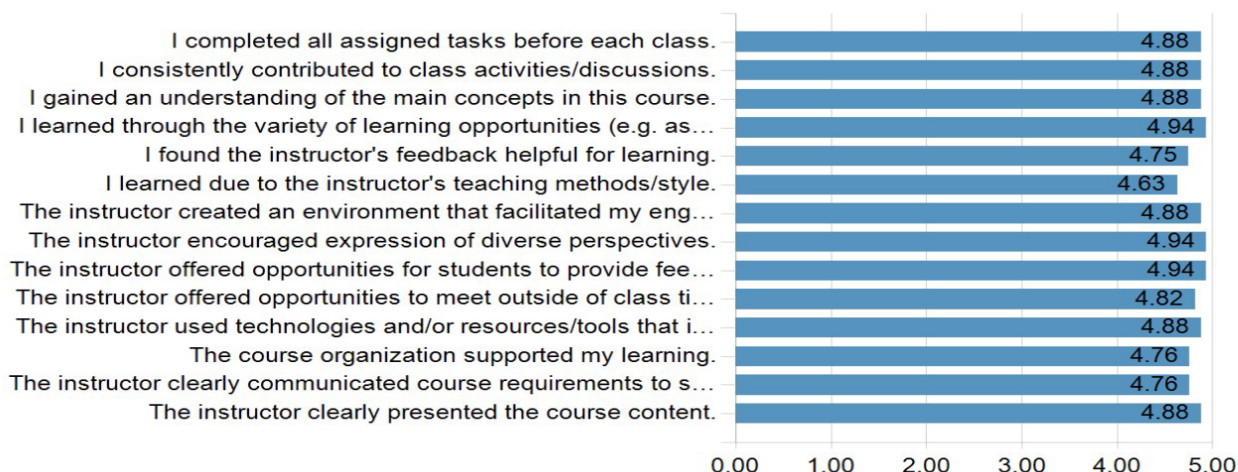 I completed all assigned tasks before each class. 4.88
I consistently contributed to class activities/discussions. 4.88
I gained an understanding of the main concepts in this course. 4.88
I learned through the variety of learning opportunities (e.g. as... 4.94
I found the instructor's feedback helpful for learning. 4.75
I learned due to the instructor's teaching methods/style. 4.63
The instructor created an environment that facilitated my eng... 4.88
The instructor encouraged expression of diverse perspectives. 4.94
The instructor offered opportunities for students to provide fee... 4.94
The instructor offered opportunities to meet outside of class ti... 4.82
The instructor used technologies and/or resources/tools that i... 4.88
The course organization supported my learning. 4.76
The instructor clearly communicated course requirements to s... 4.76
The instructor clearly presented the course content. 4.88
0.00 1.00 2.00 3.00 4.00 5.00